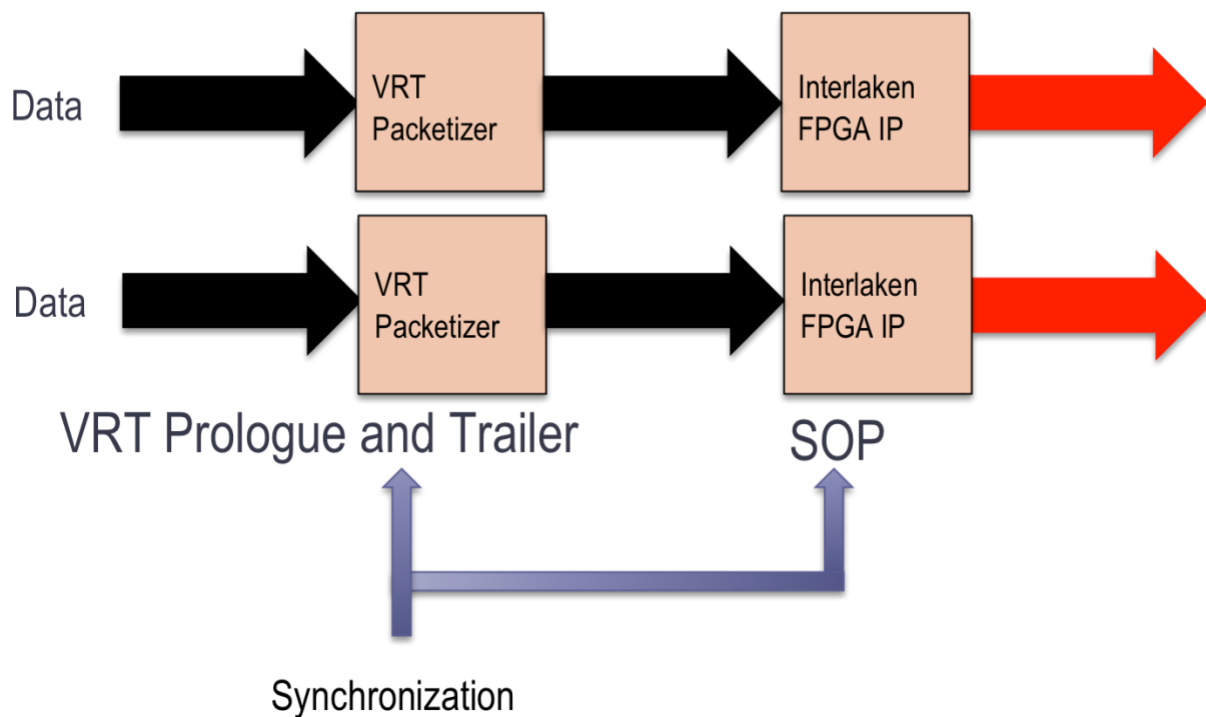 Data
VRT
Packetizer
Interlaken
FPGA IP
Data
VRT
Packetizer
Interlaken
FPGA IP
VRT Prologue and Trailer
SOP
Synchronization